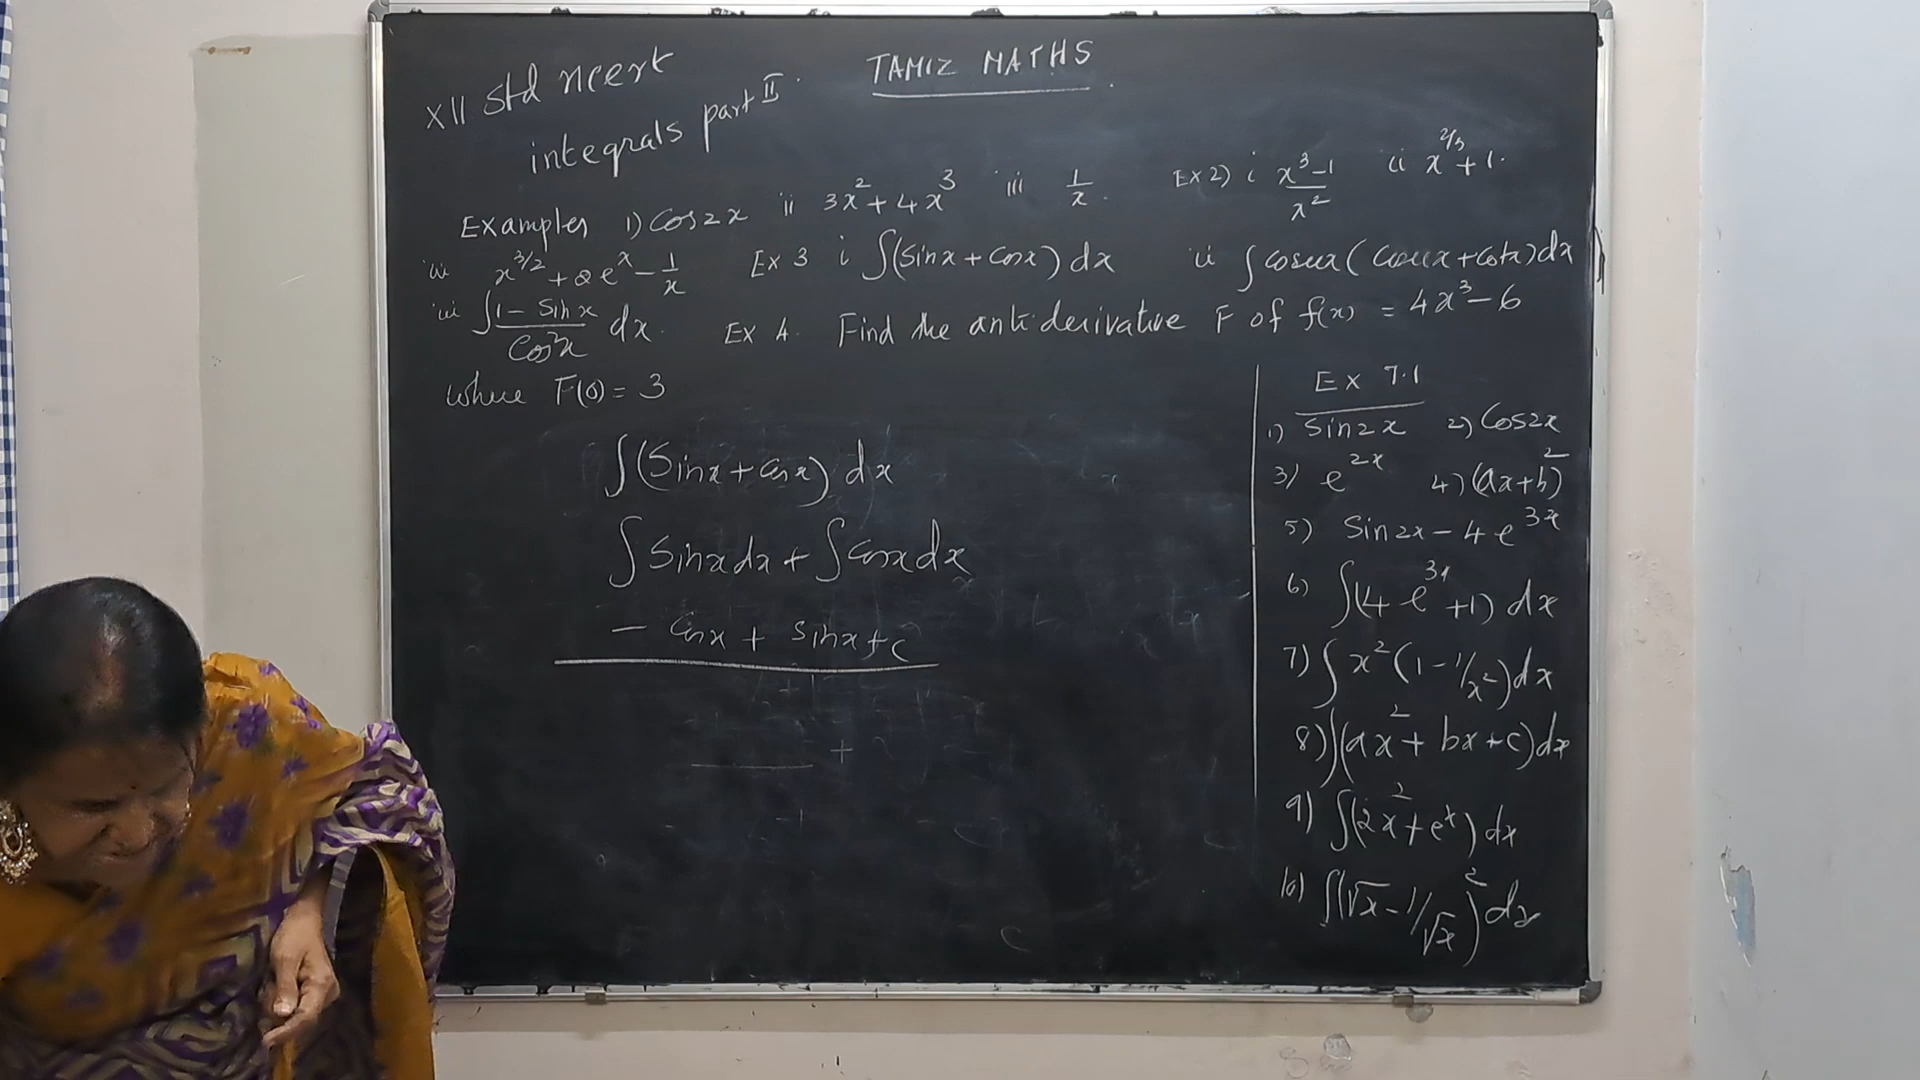 TAMIZ MATHS
XII Std ncert
integrals part II.
Examples 1) Cos2x ii 3x² + 4x³ iii 1/x. Ex 2) i (x³-1)/x² ii x^(2/3) + 1.
iii x^(3/2) + 2e^x - 1/x Ex 3 i ∫(Sinx + Cosx) dx ii ∫ Cosecx (Cosecx + Cotx) dx
iii ∫ (1 - Sinx)/Cos²x dx. Ex 4. Find the anti derivative F of f(x) = 4x³ - 6
where F(0) = 3
∫(Sinx + Cosx) dx
∫ Sinx dx + ∫ Cosx dx
- Cosx + Sinx + C
Ex 7.1
1) Sin2x 2) Cos2x
3) e^(2x) 4) (ax+b)²
5) Sin2x - 4e^(3x)
6) ∫(4e^(3x) + 1) dx
7) ∫ x² (1 - 1/x²) dx
8) ∫(ax² + bx + c) dx
9) ∫(2x² + e^x) dx
10) ∫(√x - 1/√x)² dx